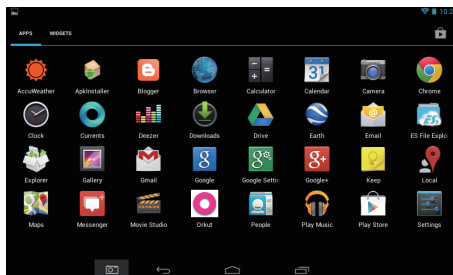 10:2
APPS WIDGETS
AccuWeather ApkInstaller Blogger Browser Calculator Calendar Camera Chrome
Clock Currents Deezer Downloads Drive Earth Email ES File Explo
Explorer Gallery Gmail Google Google Settin Google+ Keep Local
Maps Messenger Movie Studio Orkut People Play Music Play Store Settings